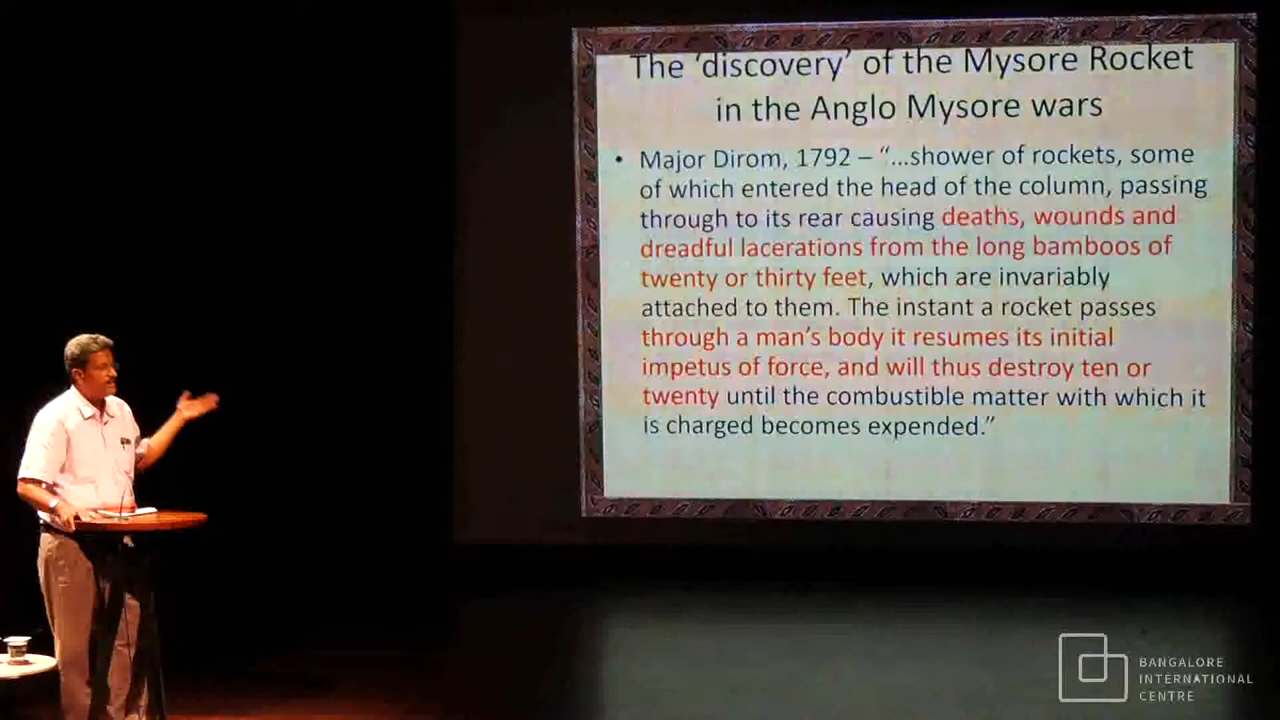 The 'discovery' of the Mysore Rocket
in the Anglo Mysore wars
• Major Dirom, 1792 – "...shower of rockets, some
of which entered the head of the column, passing
through to its rear causing deaths, wounds and
dreadful lacerations from the long bamboos of
twenty or thirty feet, which are invariably
attached to them. The instant a rocket passes
through a man's body it resumes its initial
impetus of force, and will thus destroy ten or
twenty until the combustible matter with which it
is charged becomes expended."
BANGALORE
INTERNATIONAL
CENTRE